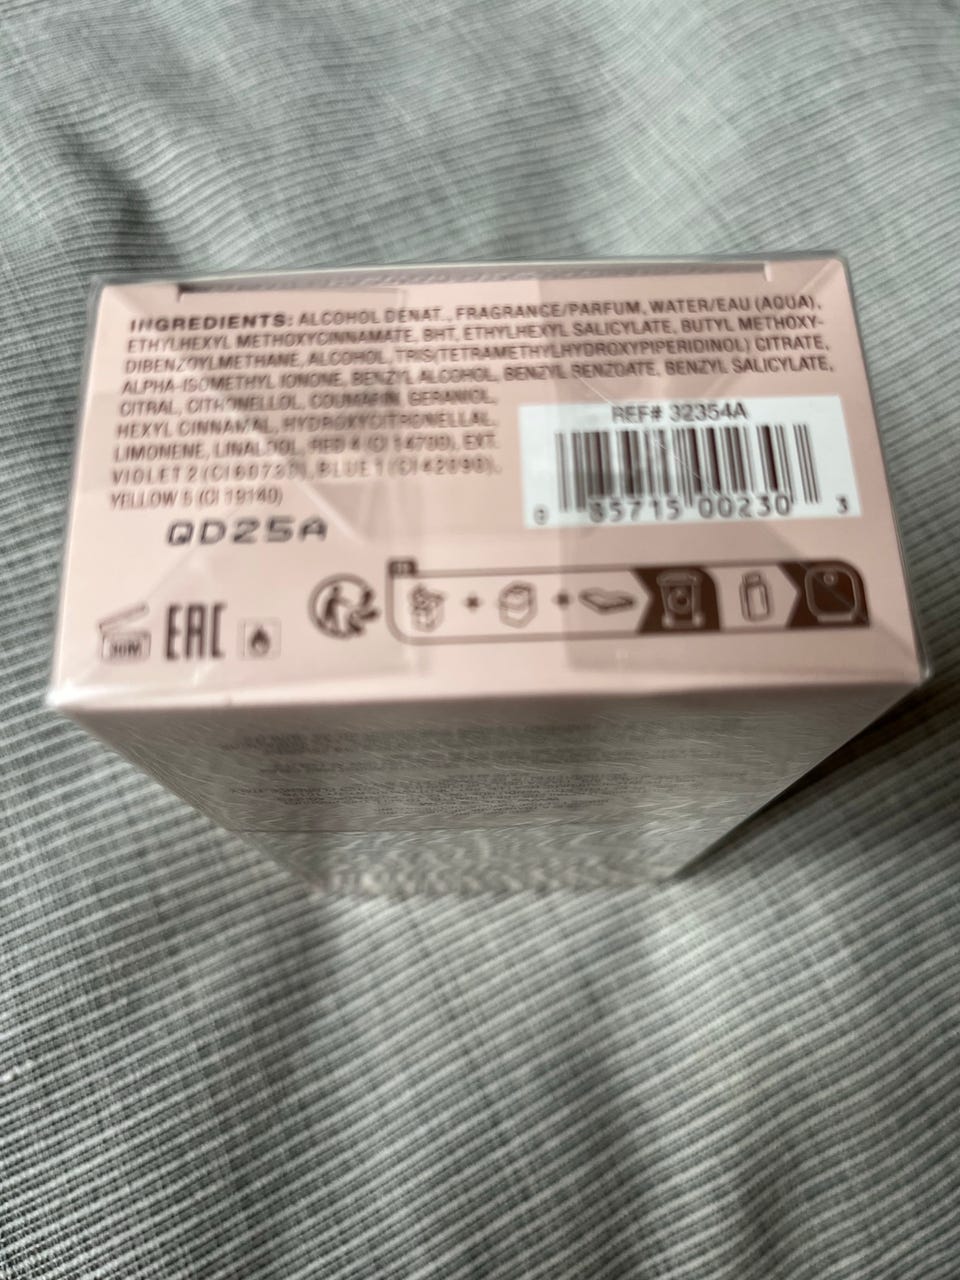 INGREDIENTS: ALCOHOL DENAT., FRAGRANCE/PARFUM, WATER/EAU (AQUA),
ETHYLHEXYL METHOXYCINNAMATE, BHT, ETHYLHEXYL SALICYLATE, BUTYL METHOXY-
DIBENZOYLMETHANE, ALCOHOL, TRIS(TETRAMETHYLHYDROXYPIPERIDINOL) CITRATE,
ALPHA-ISOMETHYL IONONE, BENZYL ALCOHOL, BENZYL BENZOATE, BENZYL SALICYLATE,
CITRAL, CITRONELLOL, COUMARIN, GERANIOL,
HEXYL CINNAMAL, HYDROXYCITRONELLAL,
LIMONENE, LINALOOL, RED 4 (CI 14700), EXT.
VIOLET 2 (CI 60730), BLUE 1 (CI 42090),
YELLOW 5 (CI 19140)
REF# 32354A
0 85715 00230 3
QD25A
30M EAC